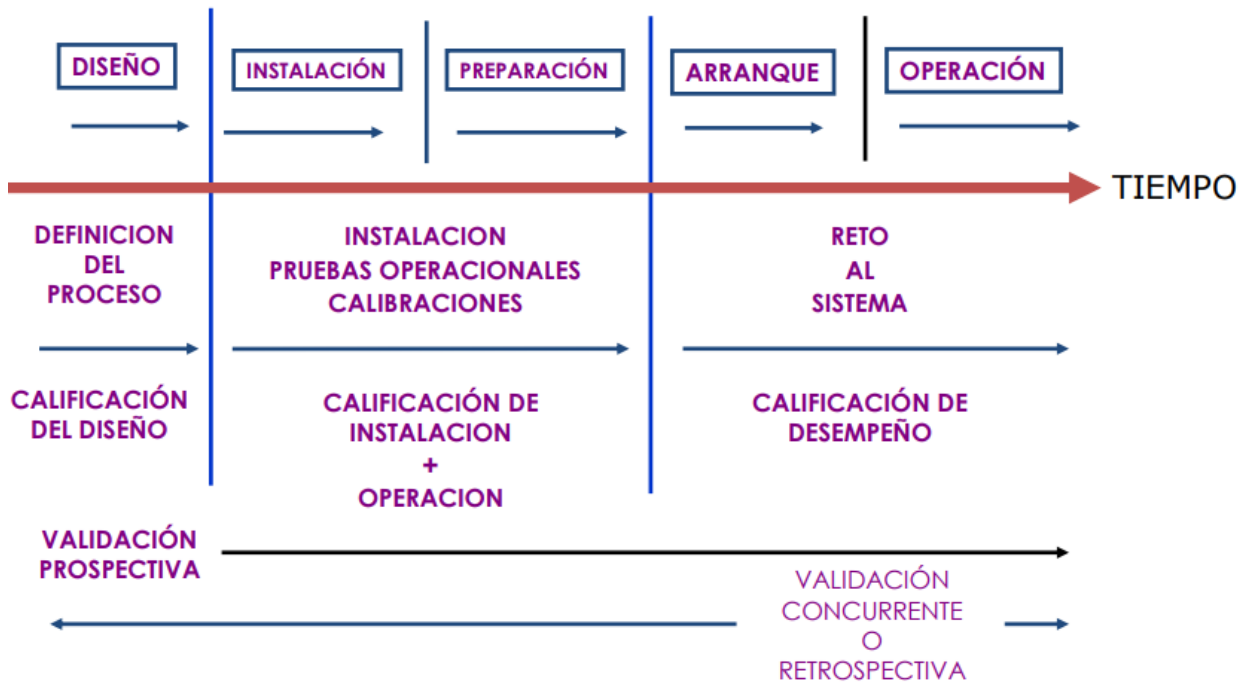 DISEÑO
INSTALACIÓN
PREPARACIÓN
ARRANQUE
OPERACIÓN
TIEMPO
DEFINICION
DEL
PROCESO
INSTALACION
PRUEBAS OPERACIONALES
CALIBRACIONES
RETO
AL
SISTEMA
CALIFICACIÓN
DEL DISEÑO
CALIFICACIÓN DE
INSTALACION
+
OPERACION
CALIFICACIÓN DE
DESEMPEÑO
VALIDACIÓN
PROSPECTIVA
VALIDACIÓN
CONCURRENTE
O
RETROSPECTIVA